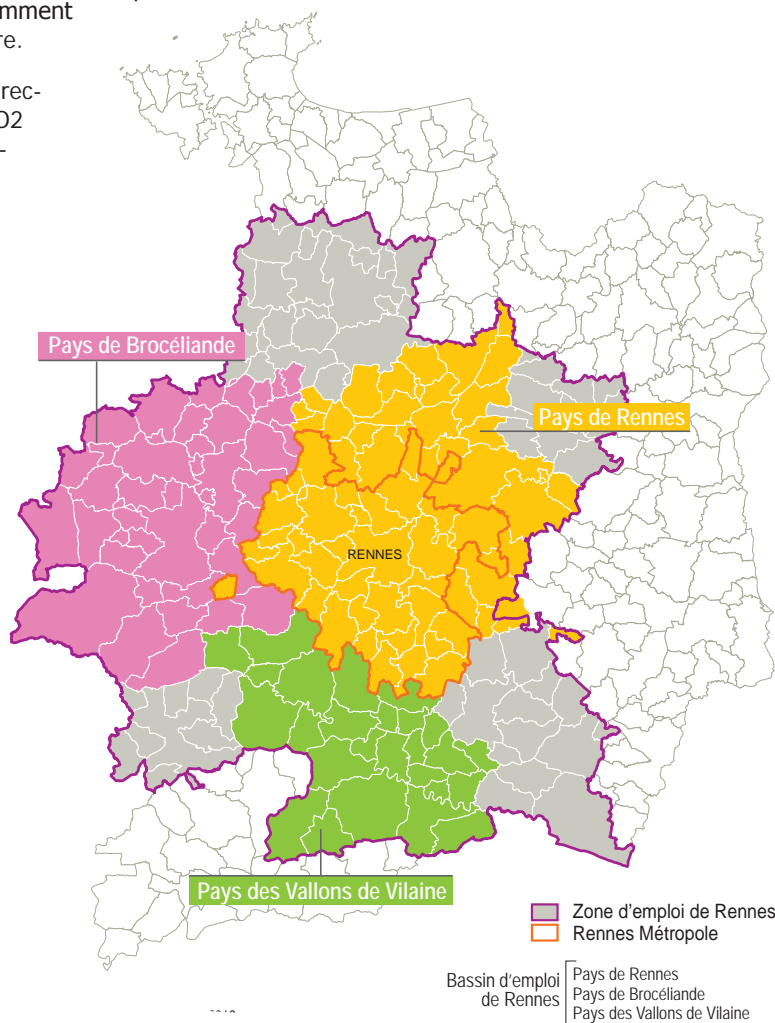 mment
re.
rec-
O2
-
Pays de Brocéliande
Pays de Rennes
RENNES
Pays des Vallons de Vilaine
Zone d'emploi de Rennes
Rennes Métropole
Bassin d'emploi
de Rennes
Pays de Rennes
Pays de Brocéliande
Pays des Vallons de Vilaine